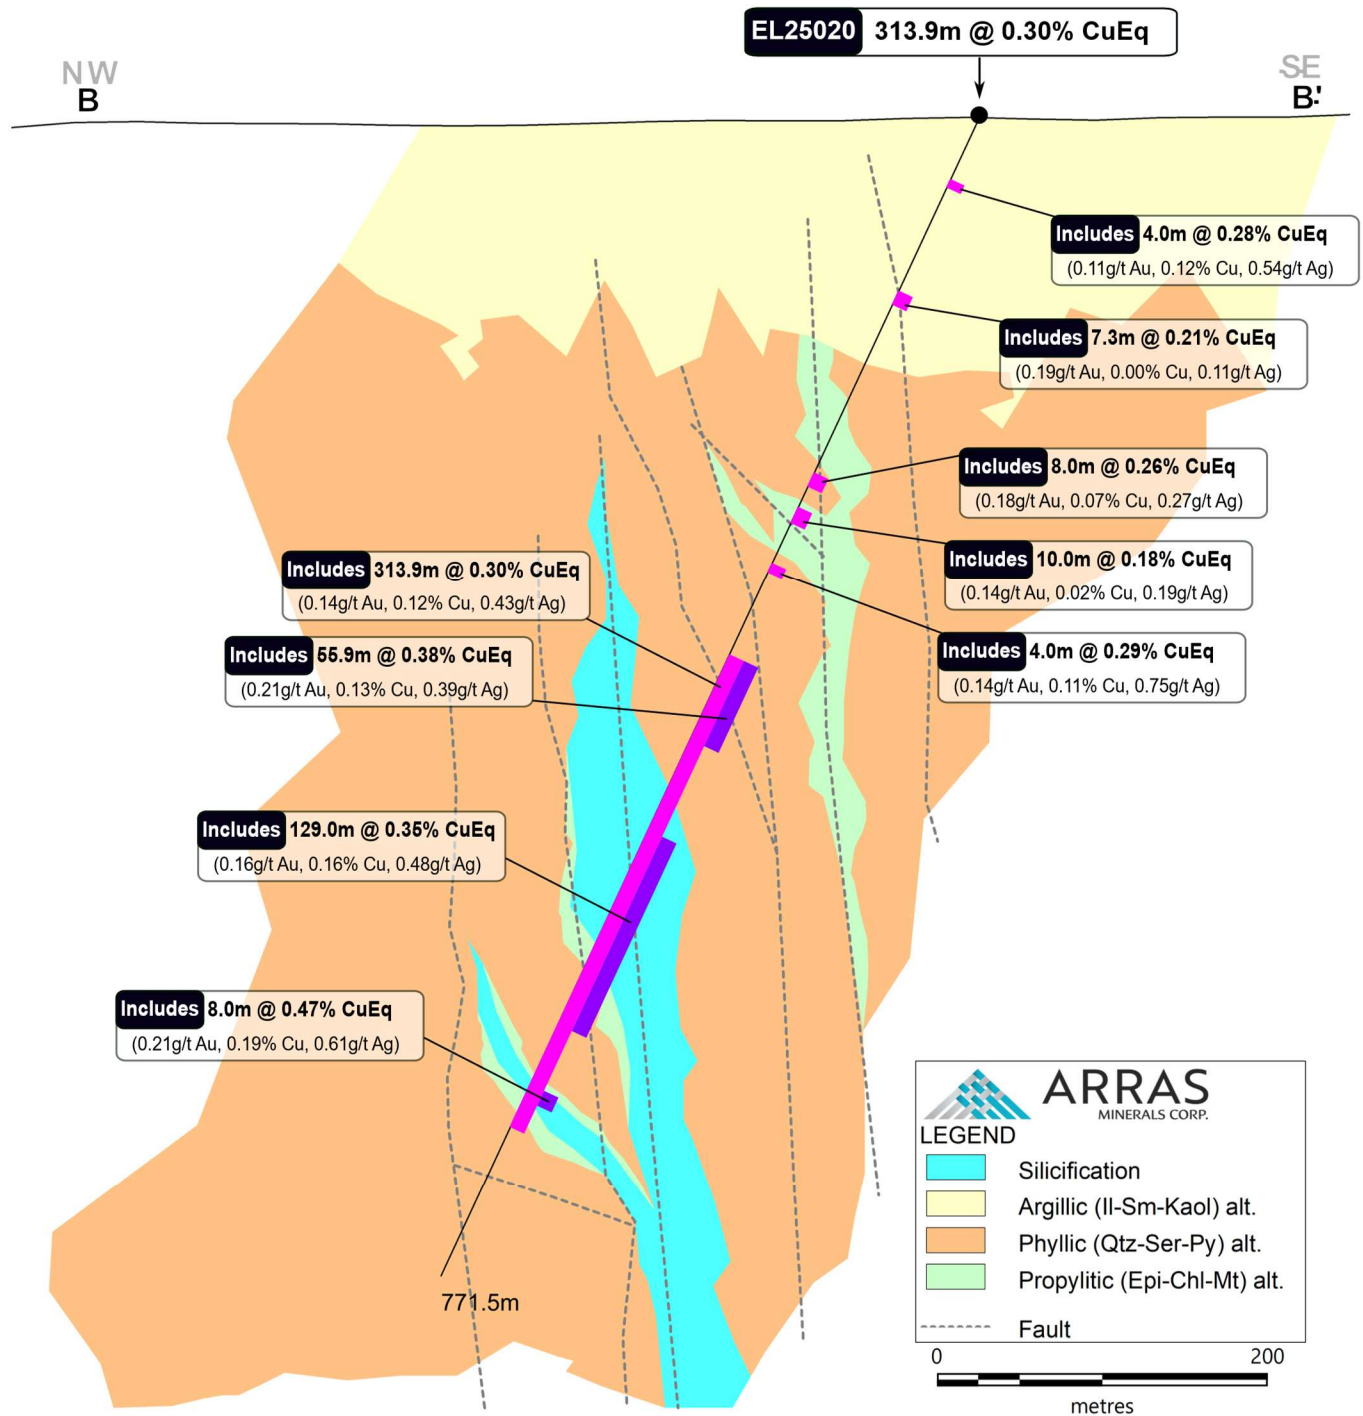 EL25020 313.9m @ 0.30% CuEq
NW
B
SE
B'
Includes 4.0m @ 0.28% CuEq
(0.11g/t Au, 0.12% Cu, 0.54g/t Ag)
Includes 7.3m @ 0.21% CuEq
(0.19g/t Au, 0.00% Cu, 0.11g/t Ag)
Includes 8.0m @ 0.26% CuEq
(0.18g/t Au, 0.07% Cu, 0.27g/t Ag)
Includes 10.0m @ 0.18% CuEq
(0.14g/t Au, 0.02% Cu, 0.19g/t Ag)
Includes 4.0m @ 0.29% CuEq
(0.14g/t Au, 0.11% Cu, 0.75g/t Ag)
Includes 313.9m @ 0.30% CuEq
(0.14g/t Au, 0.12% Cu, 0.43g/t Ag)
Includes 55.9m @ 0.38% CuEq
(0.21g/t Au, 0.13% Cu, 0.39g/t Ag)
Includes 129.0m @ 0.35% CuEq
(0.16g/t Au, 0.16% Cu, 0.48g/t Ag)
Includes 8.0m @ 0.47% CuEq
(0.21g/t Au, 0.19% Cu, 0.61g/t Ag)
771.5m
ARRAS
MINERALS CORP.
LEGEND
Silicification
Argillic (Il-Sm-Kaol) alt.
Phyllic (Qtz-Ser-Py) alt.
Propylitic (Epi-Chl-Mt) alt.
Fault
0 200
metres